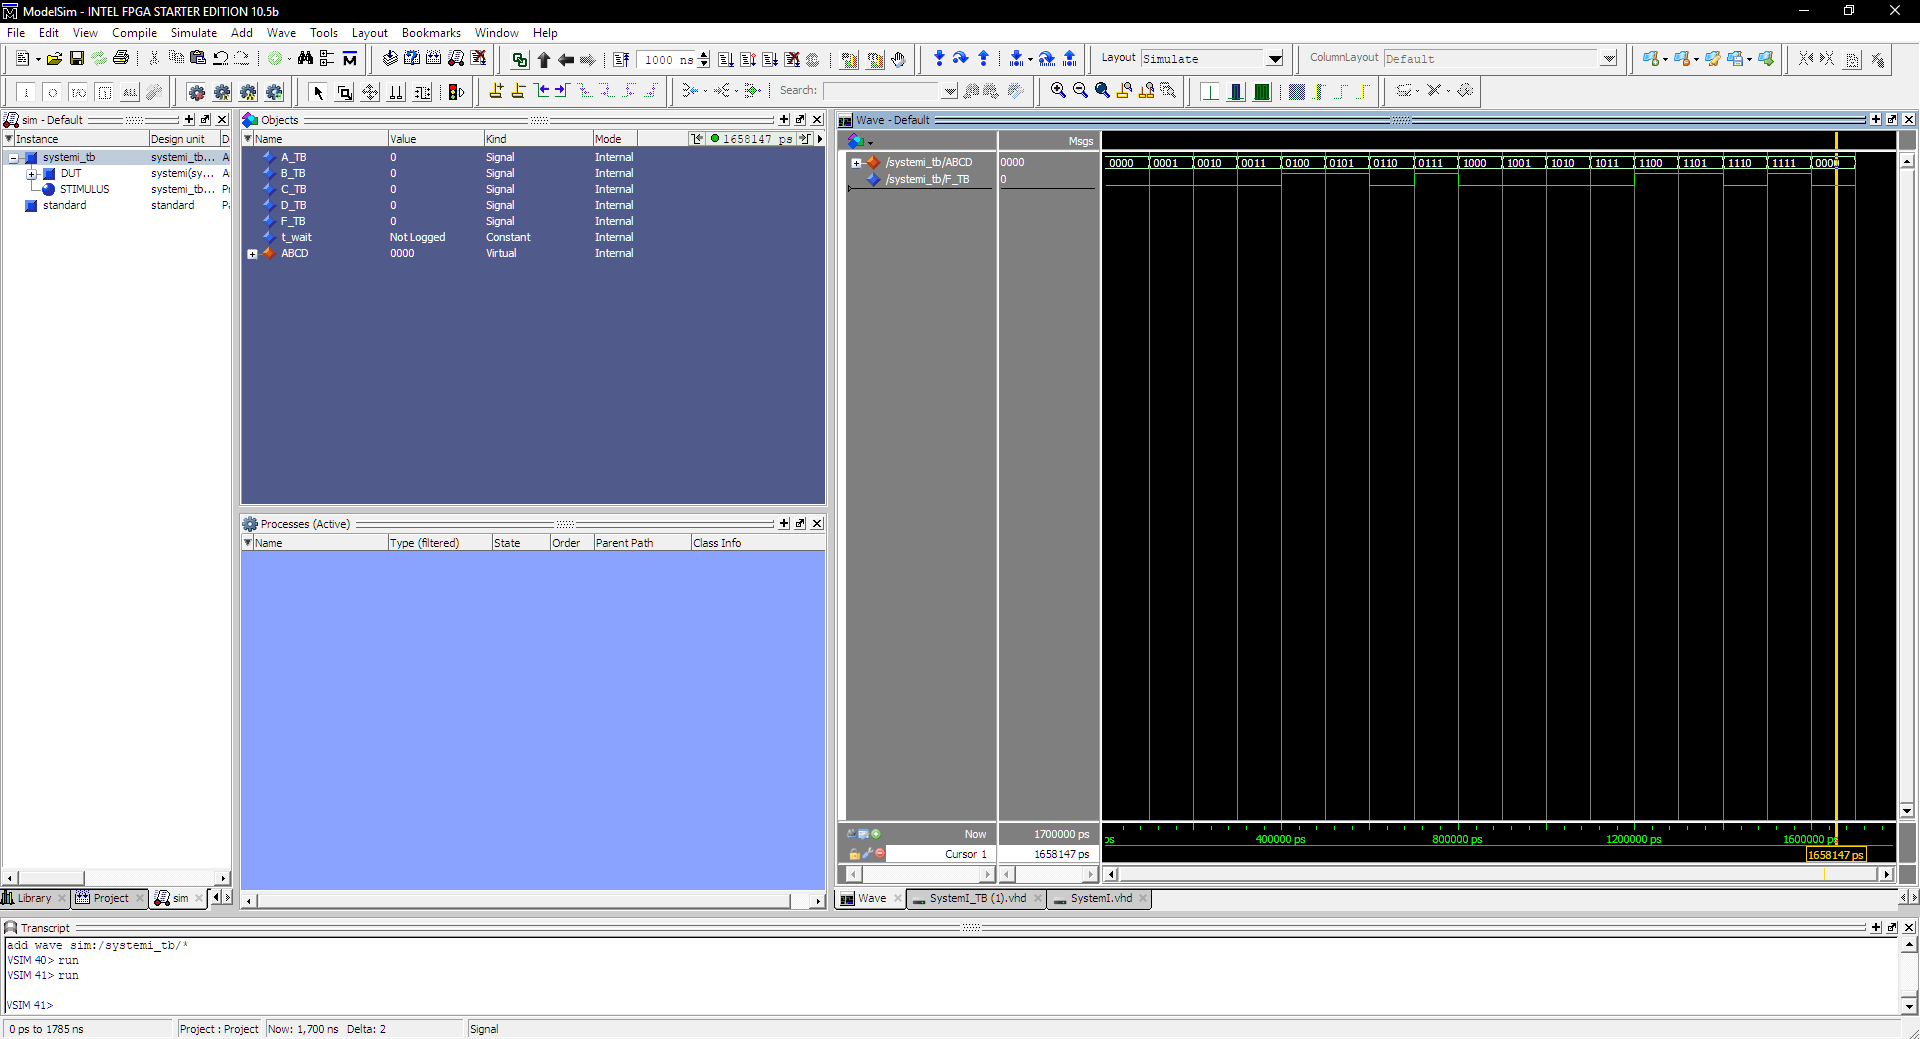 ModelSim - INTEL FPGA STARTER EDITION 10.5b
File Edit View Compile Simulate Add Wave Tools Layout Bookmarks Window Help
1000 ns
Layout Simulate
ColumnLayout Default
ALL
Search:
sim - Default
Instance Design unit D
systemi_tb systemi_tb... A
DUT systemi(sy... A
STIMULUS systemi_tb... P
standard standard P
Objects
Name Value Kind Mode 1658147 ps
A_TB 0 Signal Internal
B_TB 0 Signal Internal
C_TB 0 Signal Internal
D_TB 0 Signal Internal
F_TB 0 Signal Internal
t_wait Not Logged Constant Internal
ABCD 0000 Virtual Internal
Processes (Active)
Name Type (filtered) State Order Parent Path Class Info
Wave - Default
Msgs
/systemi_tb/ABCD 0000 0000 0001 0010 0011 0100 0101 0110 0111 1000 1001 1010 1011 1100 1101 1110 1111 0000
/systemi_tb/F_TB 0
Now 1700000 ps ps 400000 ps 800000 ps 1200000 ps 1600000 ps
Cursor 1 1658147 ps 1658147 ps
Library Project sim
Wave SystemI_TB (1).vhd SystemI.vhd
Transcript
add wave sim:/systemi_tb/*
VSIM 40> run
VSIM 41> run
VSIM 41>
0 ps to 1785 ns Project : Project Now: 1,700 ns Delta: 2 Signal